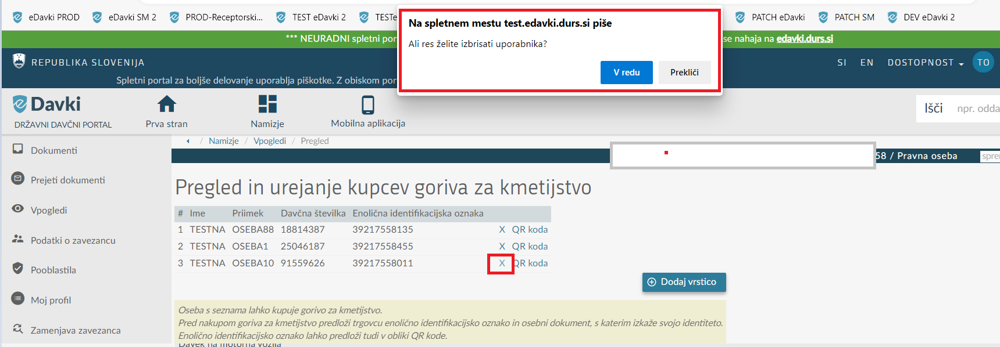 eDavki PROD eDavki SM 2 PROD-Receptorski... TEST eDavki 2 TESTe PATCH eDavki PATCH SM DEV eDavki 2
Na spletnem mestu test.edavki.durs.si piše
Ali res želite izbrisati uporabnika?
V redu Prekliči
*** NEURADNI spletni por se nahaja na edavki.durs.si
REPUBLIKA SLOVENIJA SI EN DOSTOPNOST TO
Spletni portal za boljše delovanje uporablja piškotke. Z obiskom por
eDavki
DRŽAVNI DAVČNI PORTAL
Prva stran Namizje Mobilna aplikacija
Išči npr. odda
/ Namizje / Vpogledi / Pregled
58 / Pravna oseba sprem
Dokumenti
Prejeti dokumenti
Vpogledi
Podatki o zavezancu
Pooblastila
Moj profil
Zamenjava zavezanca
Pregled in urejanje kupcev goriva za kmetijstvo
# Ime Priimek Davčna številka Enolična identifikacijska oznaka
1 TESTNA OSEBA88 18814387 39217558135 X QR koda
2 TESTNA OSEBA1 25046187 39217558455 X QR koda
3 TESTNA OSEBA10 91559626 39217558011 X QR koda
Dodaj vrstico
Oseba s seznama lahko kupuje gorivo za kmetijstvo.
Pred nakupom goriva za kmetijstvo predloži trgovcu enolično identifikacijsko oznako in osebni dokument, s katerim izkaže svojo identiteto.
Enolično identifikacijsko oznako lahko predloži tudi v obliki QR kode.
Davek na motorna vozila